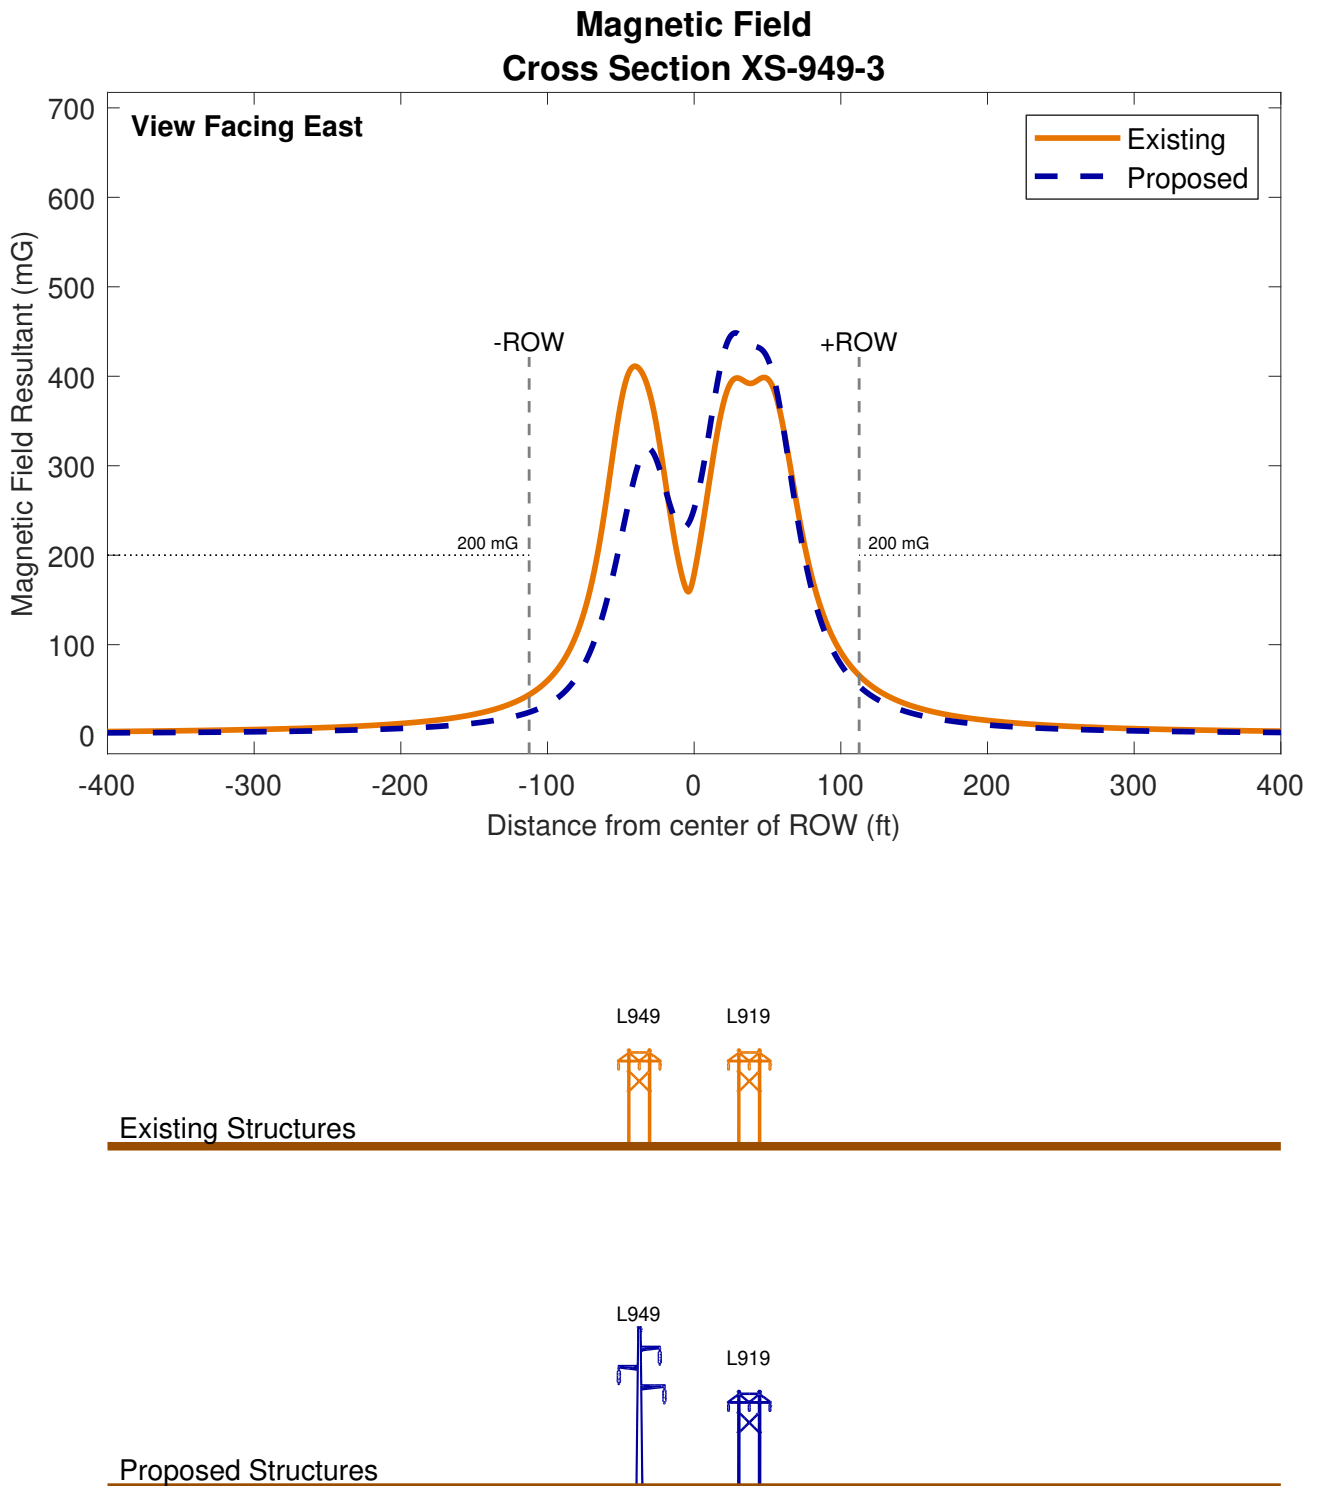 Magnetic Field
Cross Section XS-949-3
View Facing East
Existing
Proposed
Magnetic Field Resultant (mG)
700
600
500
400
300
200
100
0
-ROW
+ROW
200 mG
200 mG
-400 -300 -200 -100 0 100 200 300 400
Distance from center of ROW (ft)
L949 L919
Existing Structures
L949
L919
Proposed Structures